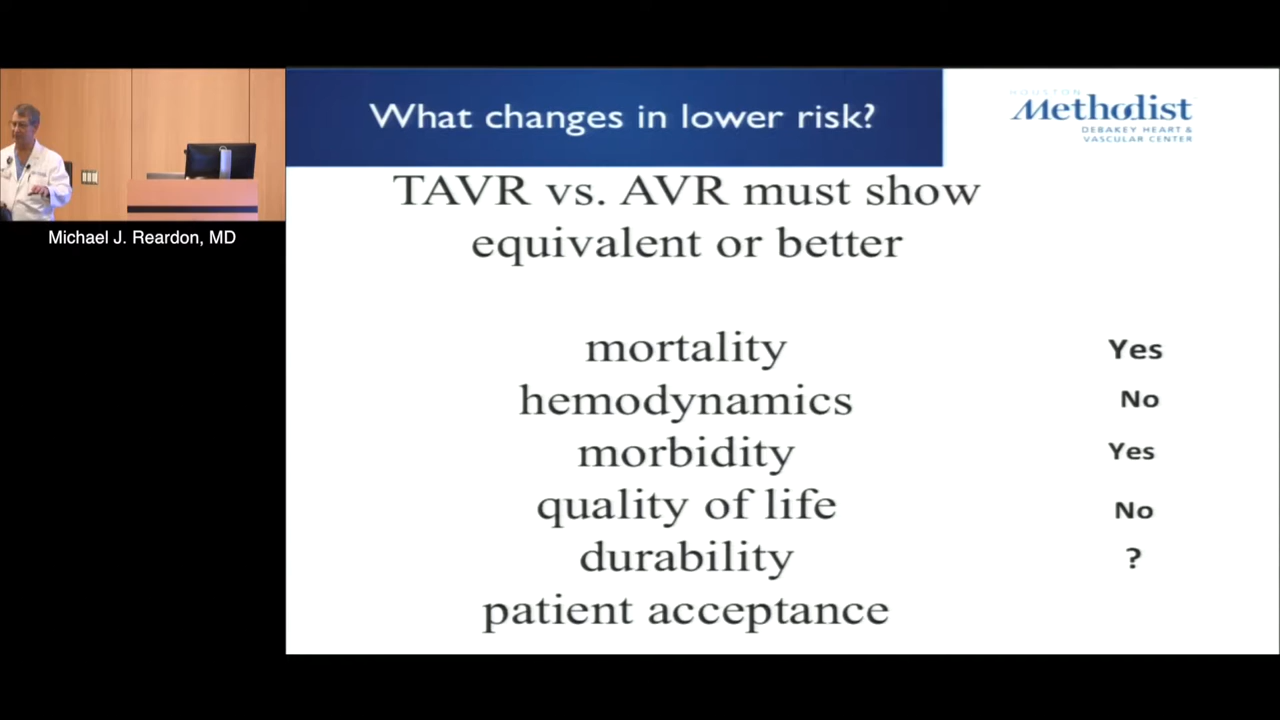 What changes in lower risk?
HOUSTON
Methodist
DEBAKEY HEART &
VASCULAR CENTER
Michael J. Reardon, MD
TAVR vs. AVR must show
equivalent or better
mortality Yes
hemodynamics No
morbidity Yes
quality of life No
durability ?
patient acceptance